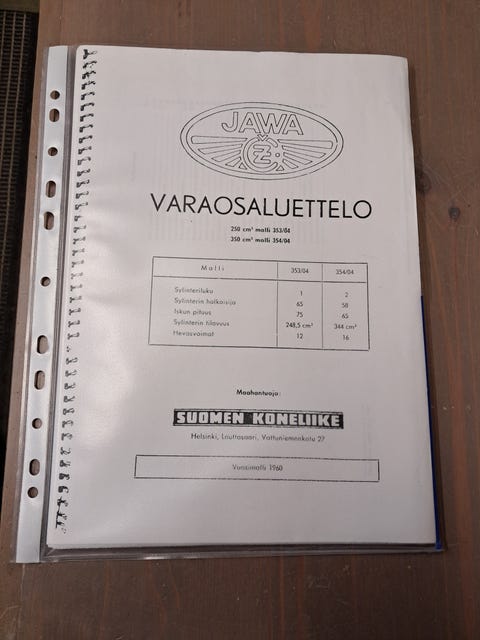 JAWA
ČZ
VARAOSALUETTELO
250 cm³ malli 353/04
350 cm³ malli 354/04
Malli 353/04 354/04
Sylinteriluku 1 2
Sylinterin halkaisija 65 58
Iskun pituus 75 65
Sylinterin tilavuus 248,5 cm³ 344 cm³
Hevosvoimat 12 16
Maahantuoja:
SUOMEN KONELIIKE
Helsinki, Lauttasaari, Vattuniemenkatu 27
Vuosimalli 1960